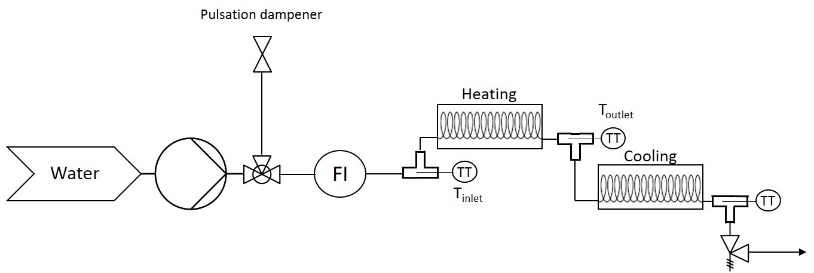 Pulsation dampener
Heating
Toutlet
TT
Cooling
Water
FI
TT
Tinlet
TT